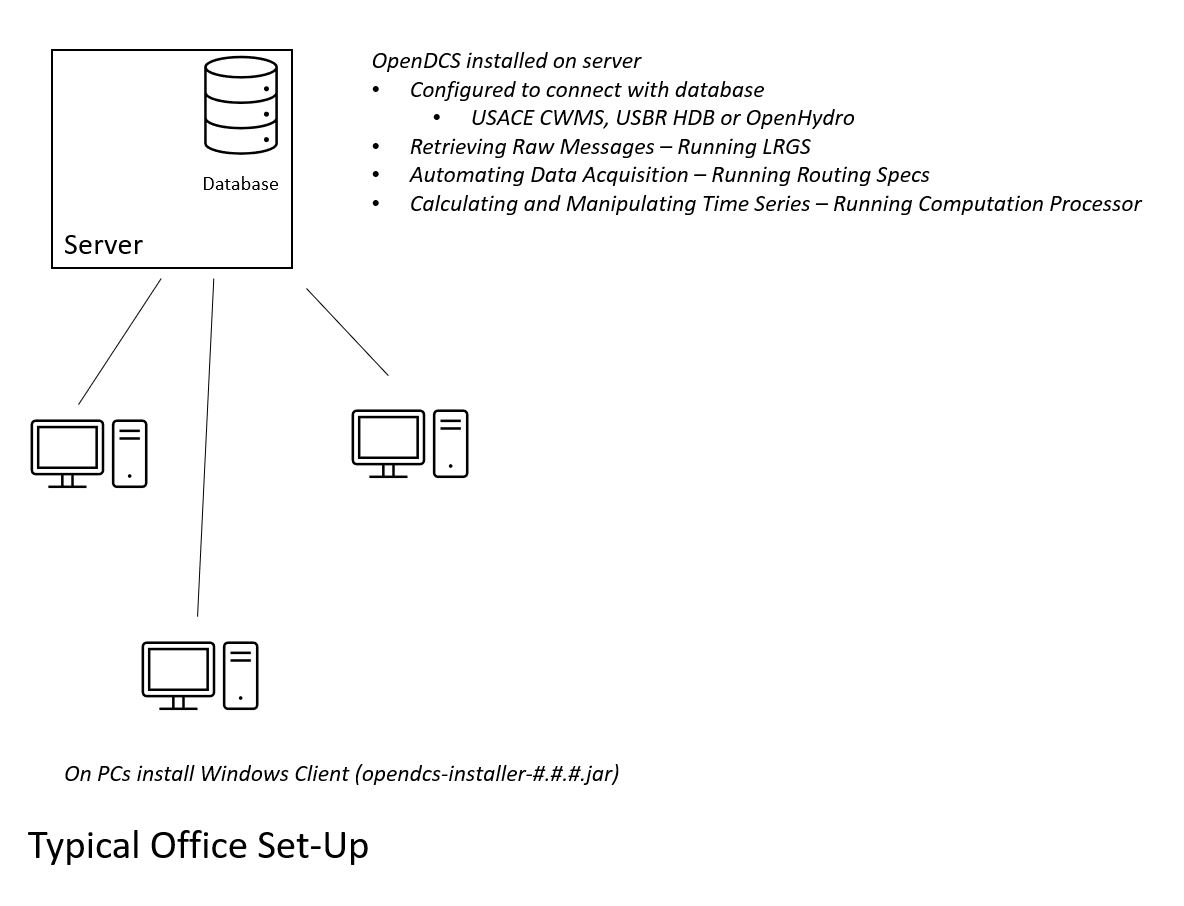 OpenDCS installed on server
• Configured to connect with database
• USACE CWMS, USBR HDB or OpenHydro
• Retrieving Raw Messages – Running LRGS
• Automating Data Acquisition – Running Routing Specs
• Calculating and Manipulating Time Series – Running Computation Processor
Database
Server
On PCs install Windows Client (opendcs-installer-#.#.#.jar)
Typical Office Set-Up